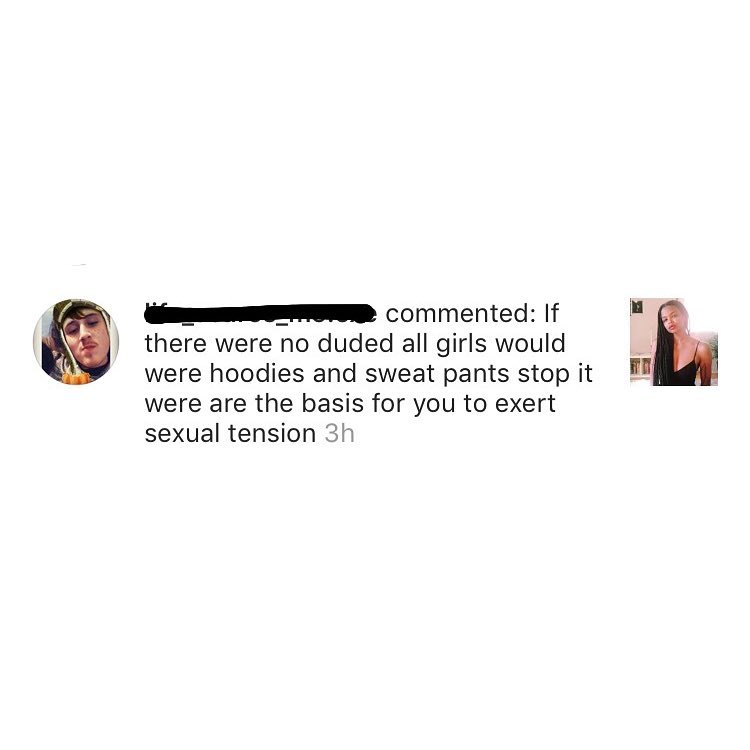 commented: If
there were no duded all girls would
were hoodies and sweat pants stop it
were are the basis for you to exert
sexual tension 3h